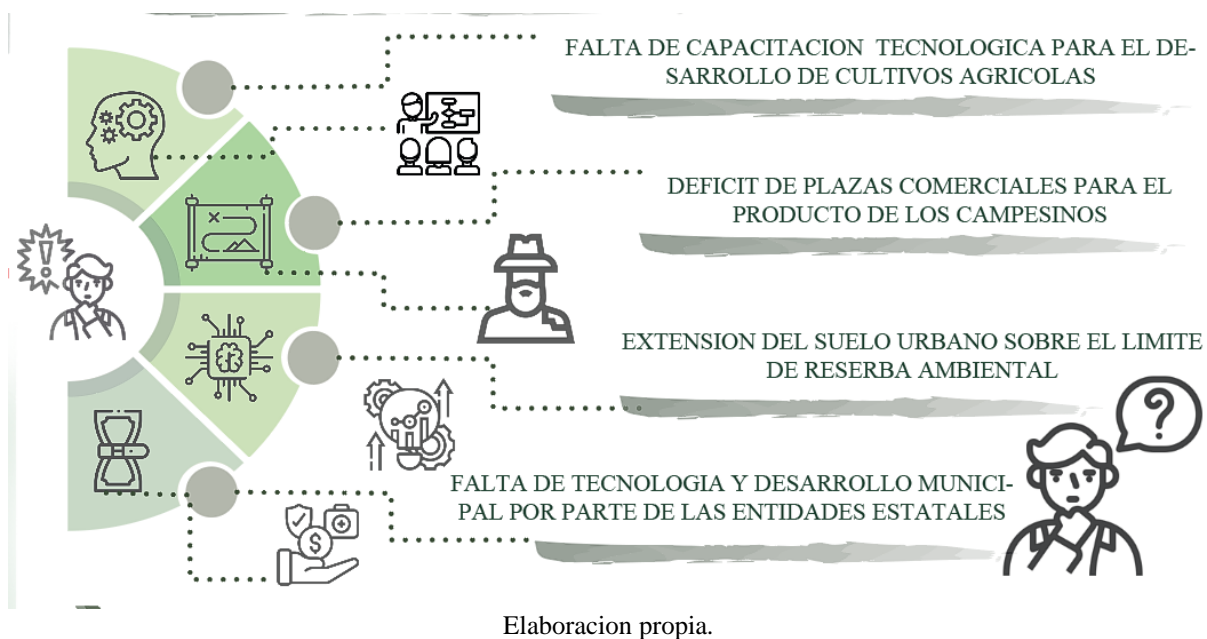 FALTA DE CAPACITACION TECNOLOGICA PARA EL DE-
SARROLLO DE CULTIVOS AGRICOLAS
DEFICIT DE PLAZAS COMERCIALES PARA EL
PRODUCTO DE LOS CAMPESINOS
EXTENSION DEL SUELO URBANO SOBRE EL LIMITE
DE RESERBA AMBIENTAL
FALTA DE TECNOLOGIA Y DESARROLLO MUNICI-
PAL POR PARTE DE LAS ENTIDADES ESTATALES
Elaboracion propia.